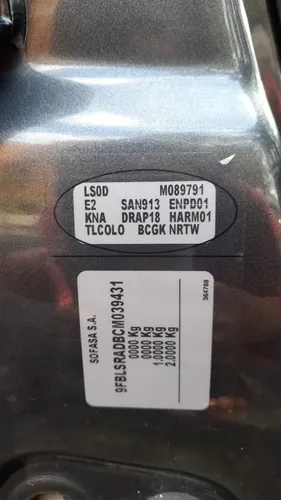 LS0D M089791
E2 SAN913 ENPD01
KNA DRAP18 HARM01
TLCOLO BCGK NRTW
SOFASA S.A.
9FBLSRADBCM039431
0000 Kg
0000 Kg
1.0000 Kg
2.0000 Kg
364788